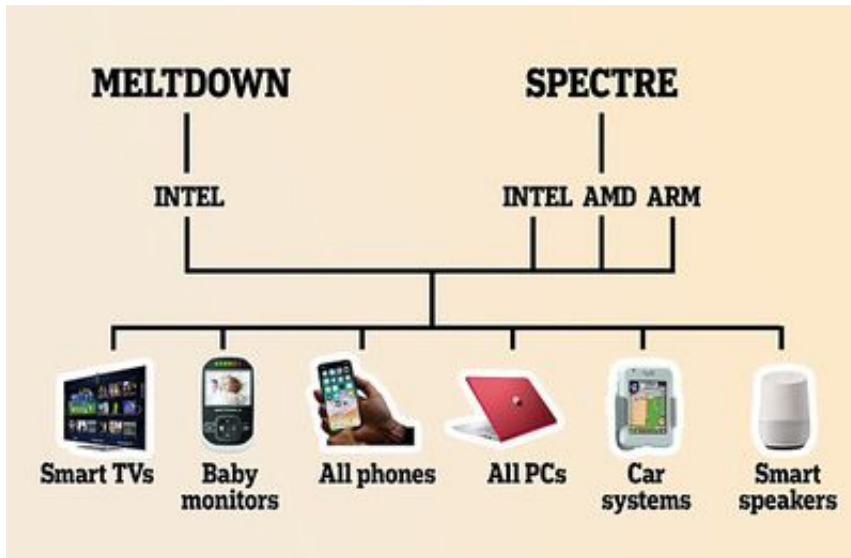 MELTDOWN
SPECTRE
INTEL
INTEL AMD ARM
Smart TVs
Baby
monitors
All phones
All PCs
Car
systems
Smart
speakers